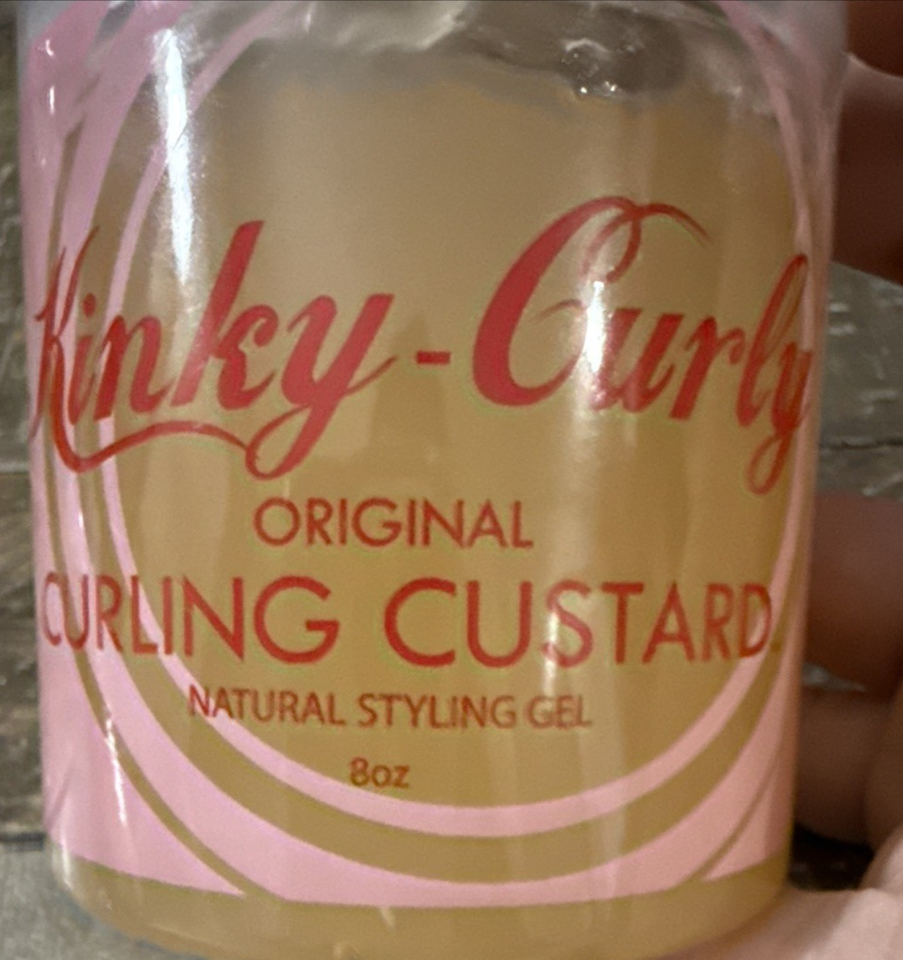 Kinky-Curly
ORIGINAL
CURLING CUSTARD
NATURAL STYLING GEL
8oz